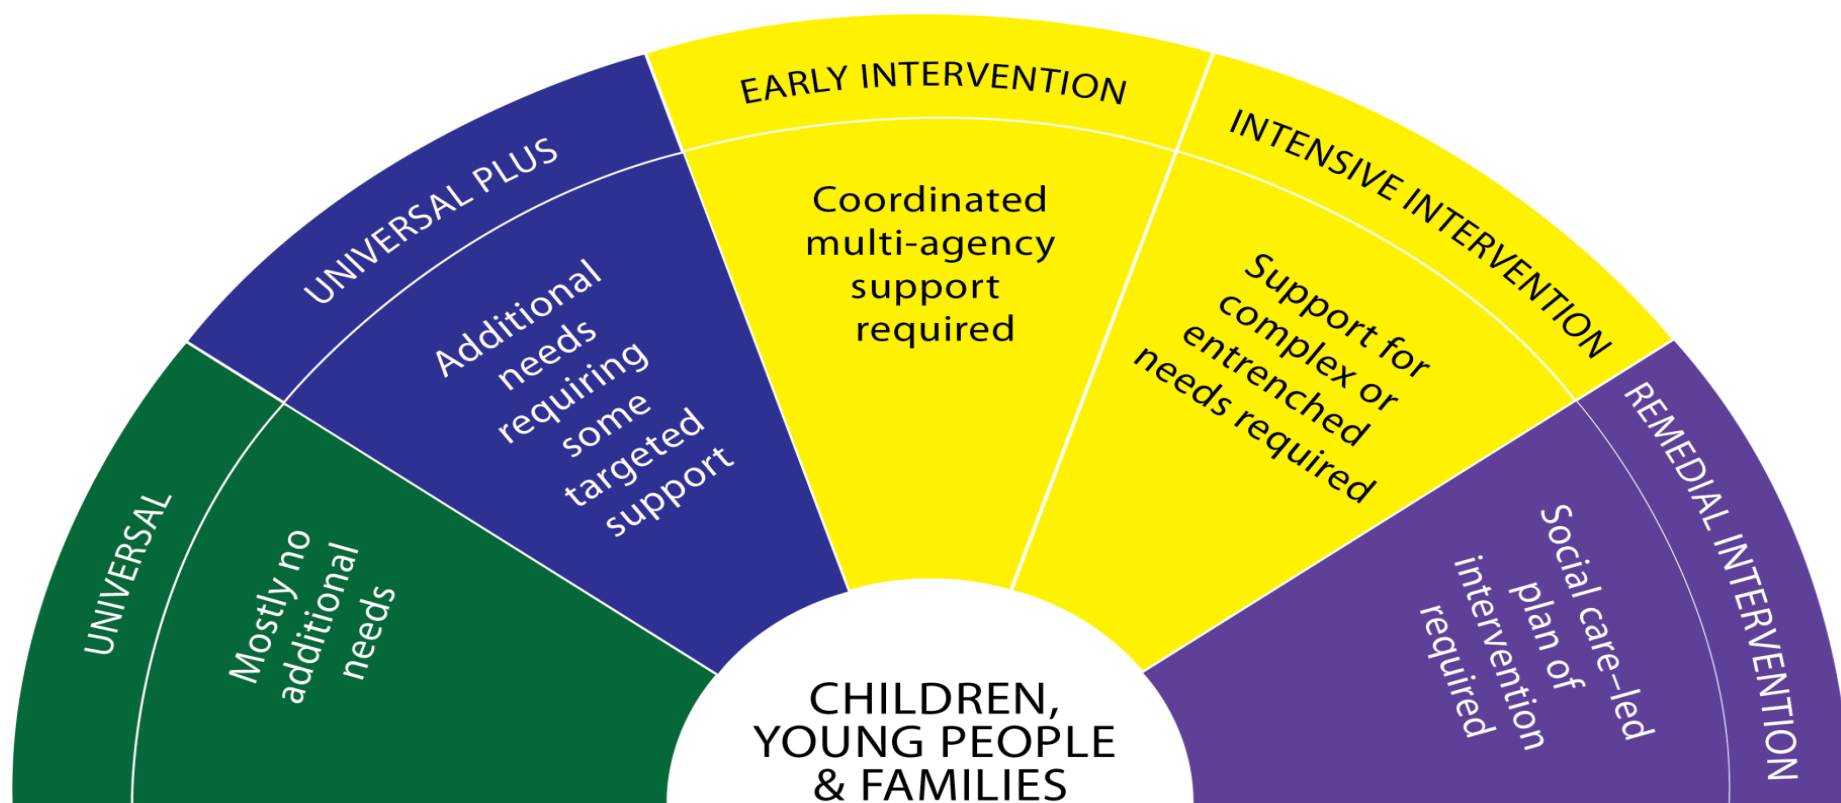 UNIVERSAL
Mostly no
additional
needs
UNIVERSAL PLUS
Additional
needs
requiring
some
targeted
support
EARLY INTERVENTION
Coordinated
multi-agency
support
required
INTENSIVE INTERVENTION
Support for
complex or
entrenched
needs required
REMEDIAL INTERVENTION
Social care–led
plan of
intervention
required
CHILDREN,
YOUNG PEOPLE
& FAMILIES